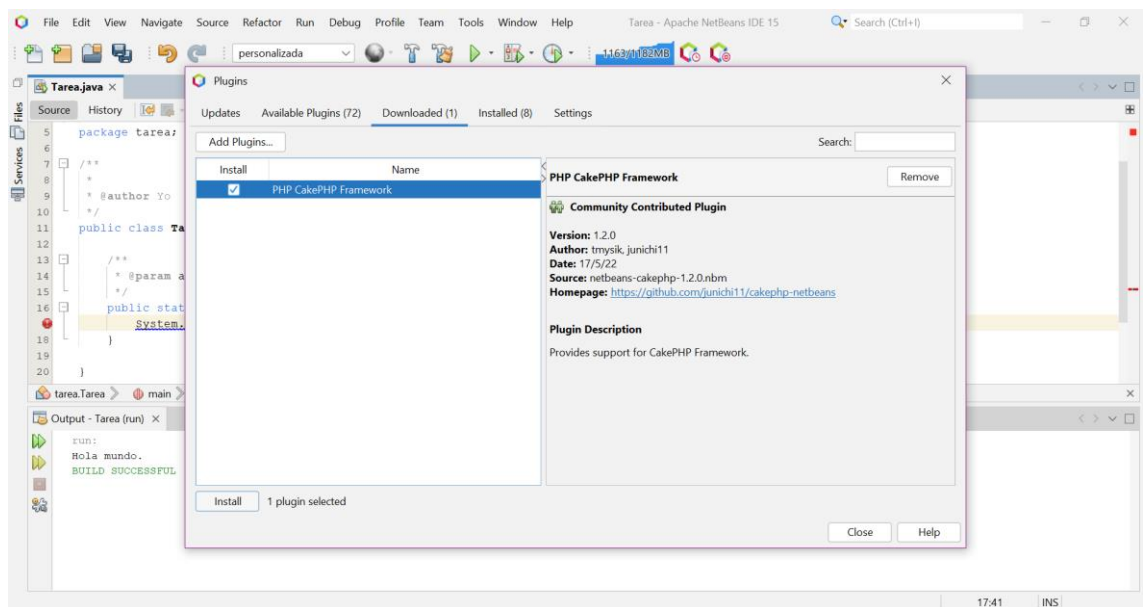 File Edit View Navigate Source Refactor Run Debug Profile Team Tools Window Help Tarea - Apache NetBeans IDE 15 Search (Ctrl+I)
personalizada 1163/1182MB
Tarea.java
Source History
Files
Services
5 package tarea;
6
7 /**
8 *
9 * @author Yo
10 */
11 public class Ta
12
13 /**
14 * @param a
15 */
16 public stat
System.
18 }
19
20 }
tarea.Tarea main
Output - Tarea (run)
run:
Hola mundo.
BUILD SUCCESSFUL
Plugins
Updates Available Plugins (72) Downloaded (1) Installed (8) Settings
Add Plugins... Search:
Install Name
PHP CakePHP Framework
PHP CakePHP Framework Remove
Community Contributed Plugin
Version: 1.2.0
Author: tmysik, junichi11
Date: 17/5/22
Source: netbeans-cakephp-1.2.0.nbm
Homepage: https://github.com/junichi11/cakephp-netbeans
Plugin Description
Provides support for CakePHP Framework.
Install 1 plugin selected
Close Help
17:41 INS